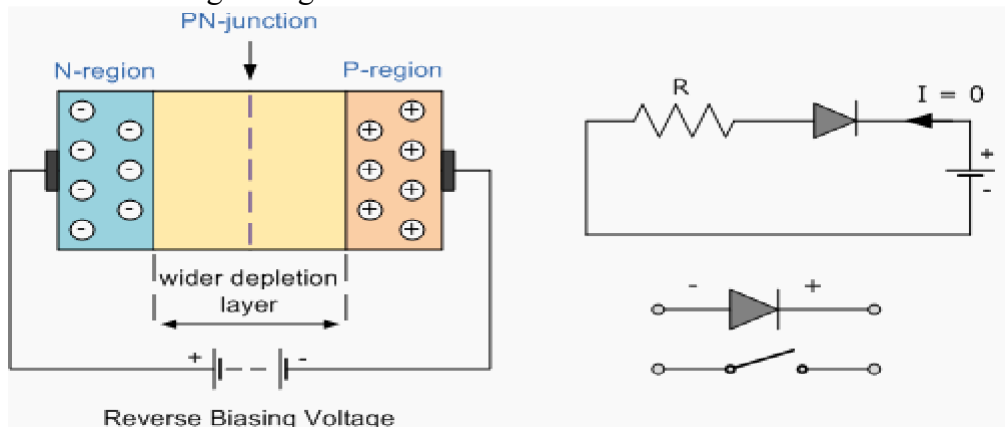 PN-junction
N-region
P-region
R
I = 0
+
-
wider depletion
layer
+
-
-
+
Reverse Biasing Voltage